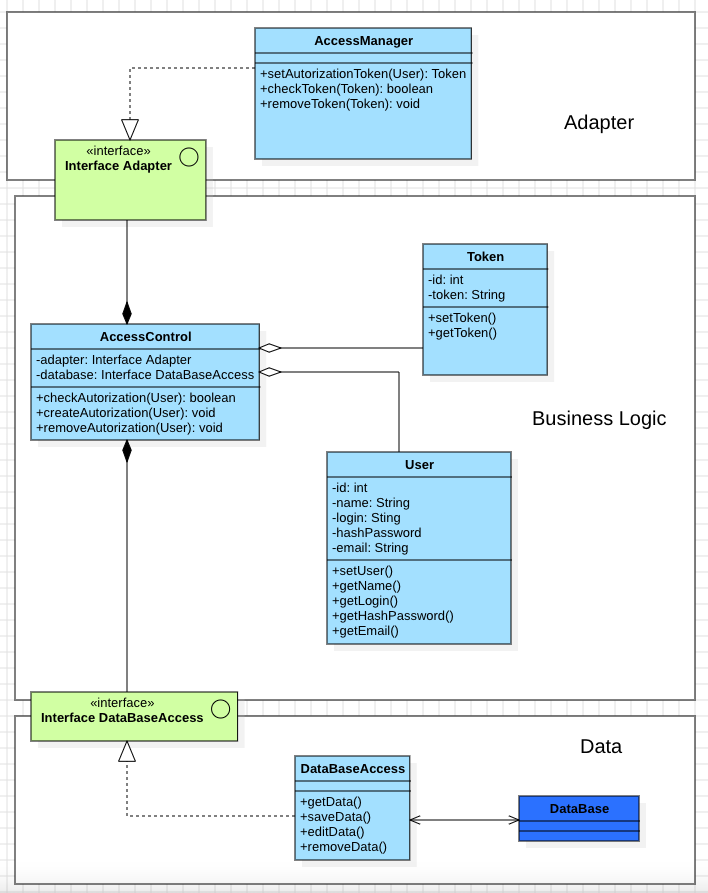 AccessManager
+setAutorizationToken(User): Token
+checkToken(Token): boolean
+removeToken(Token): void
Adapter
«interface»
Interface Adapter
Token
-id: int
-token: String
+setToken()
+getToken()
AccessControl
-adapter: Interface Adapter
-database: Interface DataBaseAccess
+checkAutorization(User): boolean
+createAutorization(User): void
+removeAutorization(User): void
Business Logic
User
-id: int
-name: String
-login: Sting
-hashPassword
-email: String
+setUser()
+getName()
+getLogin()
+getHashPassword()
+getEmail()
«interface»
Interface DataBaseAccess
Data
DataBaseAccess
+getData()
+saveData()
+editData()
+removeData()
DataBase